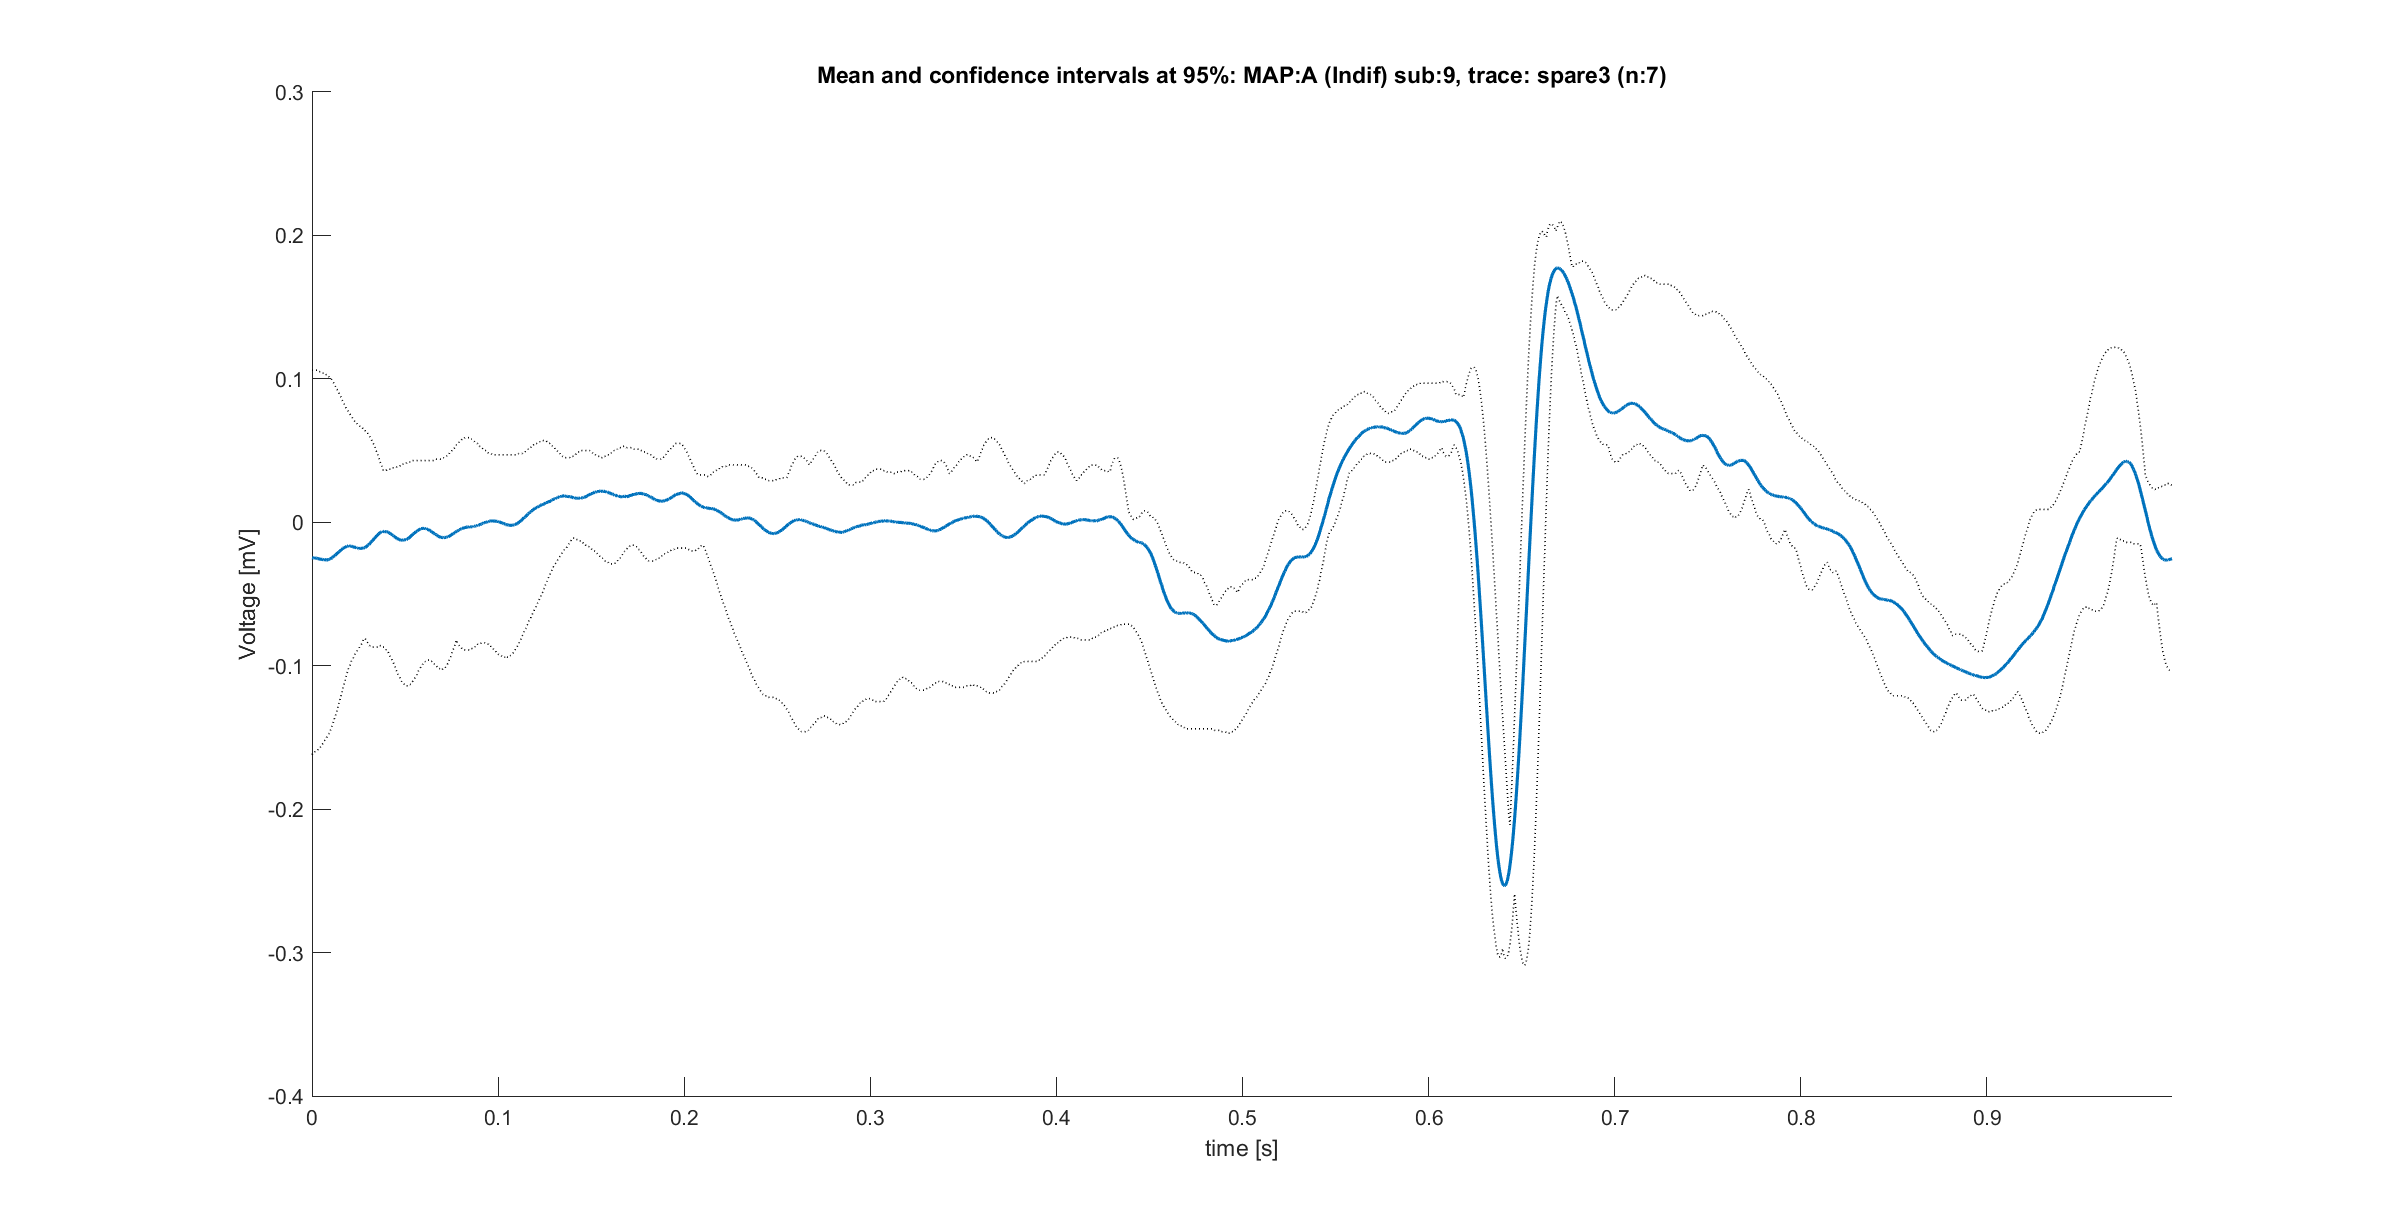 Mean and confidence intervals at 95%: MAP:A (Indif) sub:9, trace: spare3 (n:7)
0.3
0.2
0.1
0
-0.1
-0.2
-0.3
-0.4
Voltage [mV]
0 0.1 0.2 0.3 0.4 0.5 0.6 0.7 0.8 0.9
time [s]